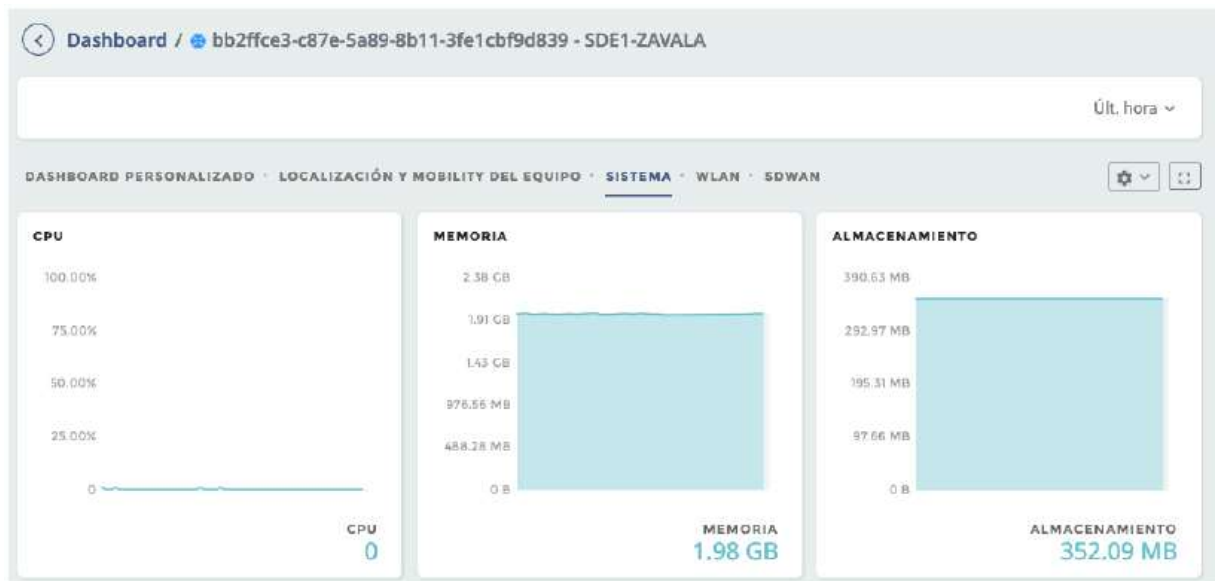 Dashboard / bb2ffce3-c87e-5a89-8b11-3fe1cbf9d839 - SDE1-ZAVALA
Últ. hora
DASHBOARD PERSONALIZADO · LOCALIZACIÓN Y MOBILITY DEL EQUIPO · SISTEMA · WLAN · SDWAN
CPU
100.00%
75.00%
50.00%
25.00%
0
CPU
0
MEMORIA
2.38 GB
1.91 GB
1.43 GB
976.56 MB
488.28 MB
0 B
MEMORIA
1.98 GB
ALMACENAMIENTO
390.63 MB
292.97 MB
195.31 MB
97.66 MB
0 B
ALMACENAMIENTO
352.09 MB